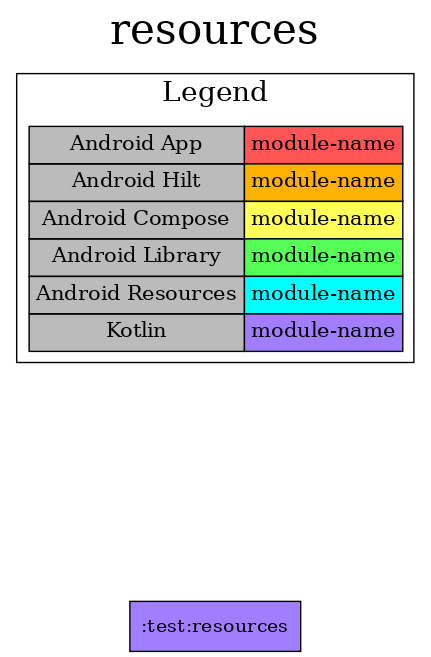 resources
Legend
Android App module-name
Android Hilt module-name
Android Compose module-name
Android Library module-name
Android Resources module-name
Kotlin module-name
:test:resources